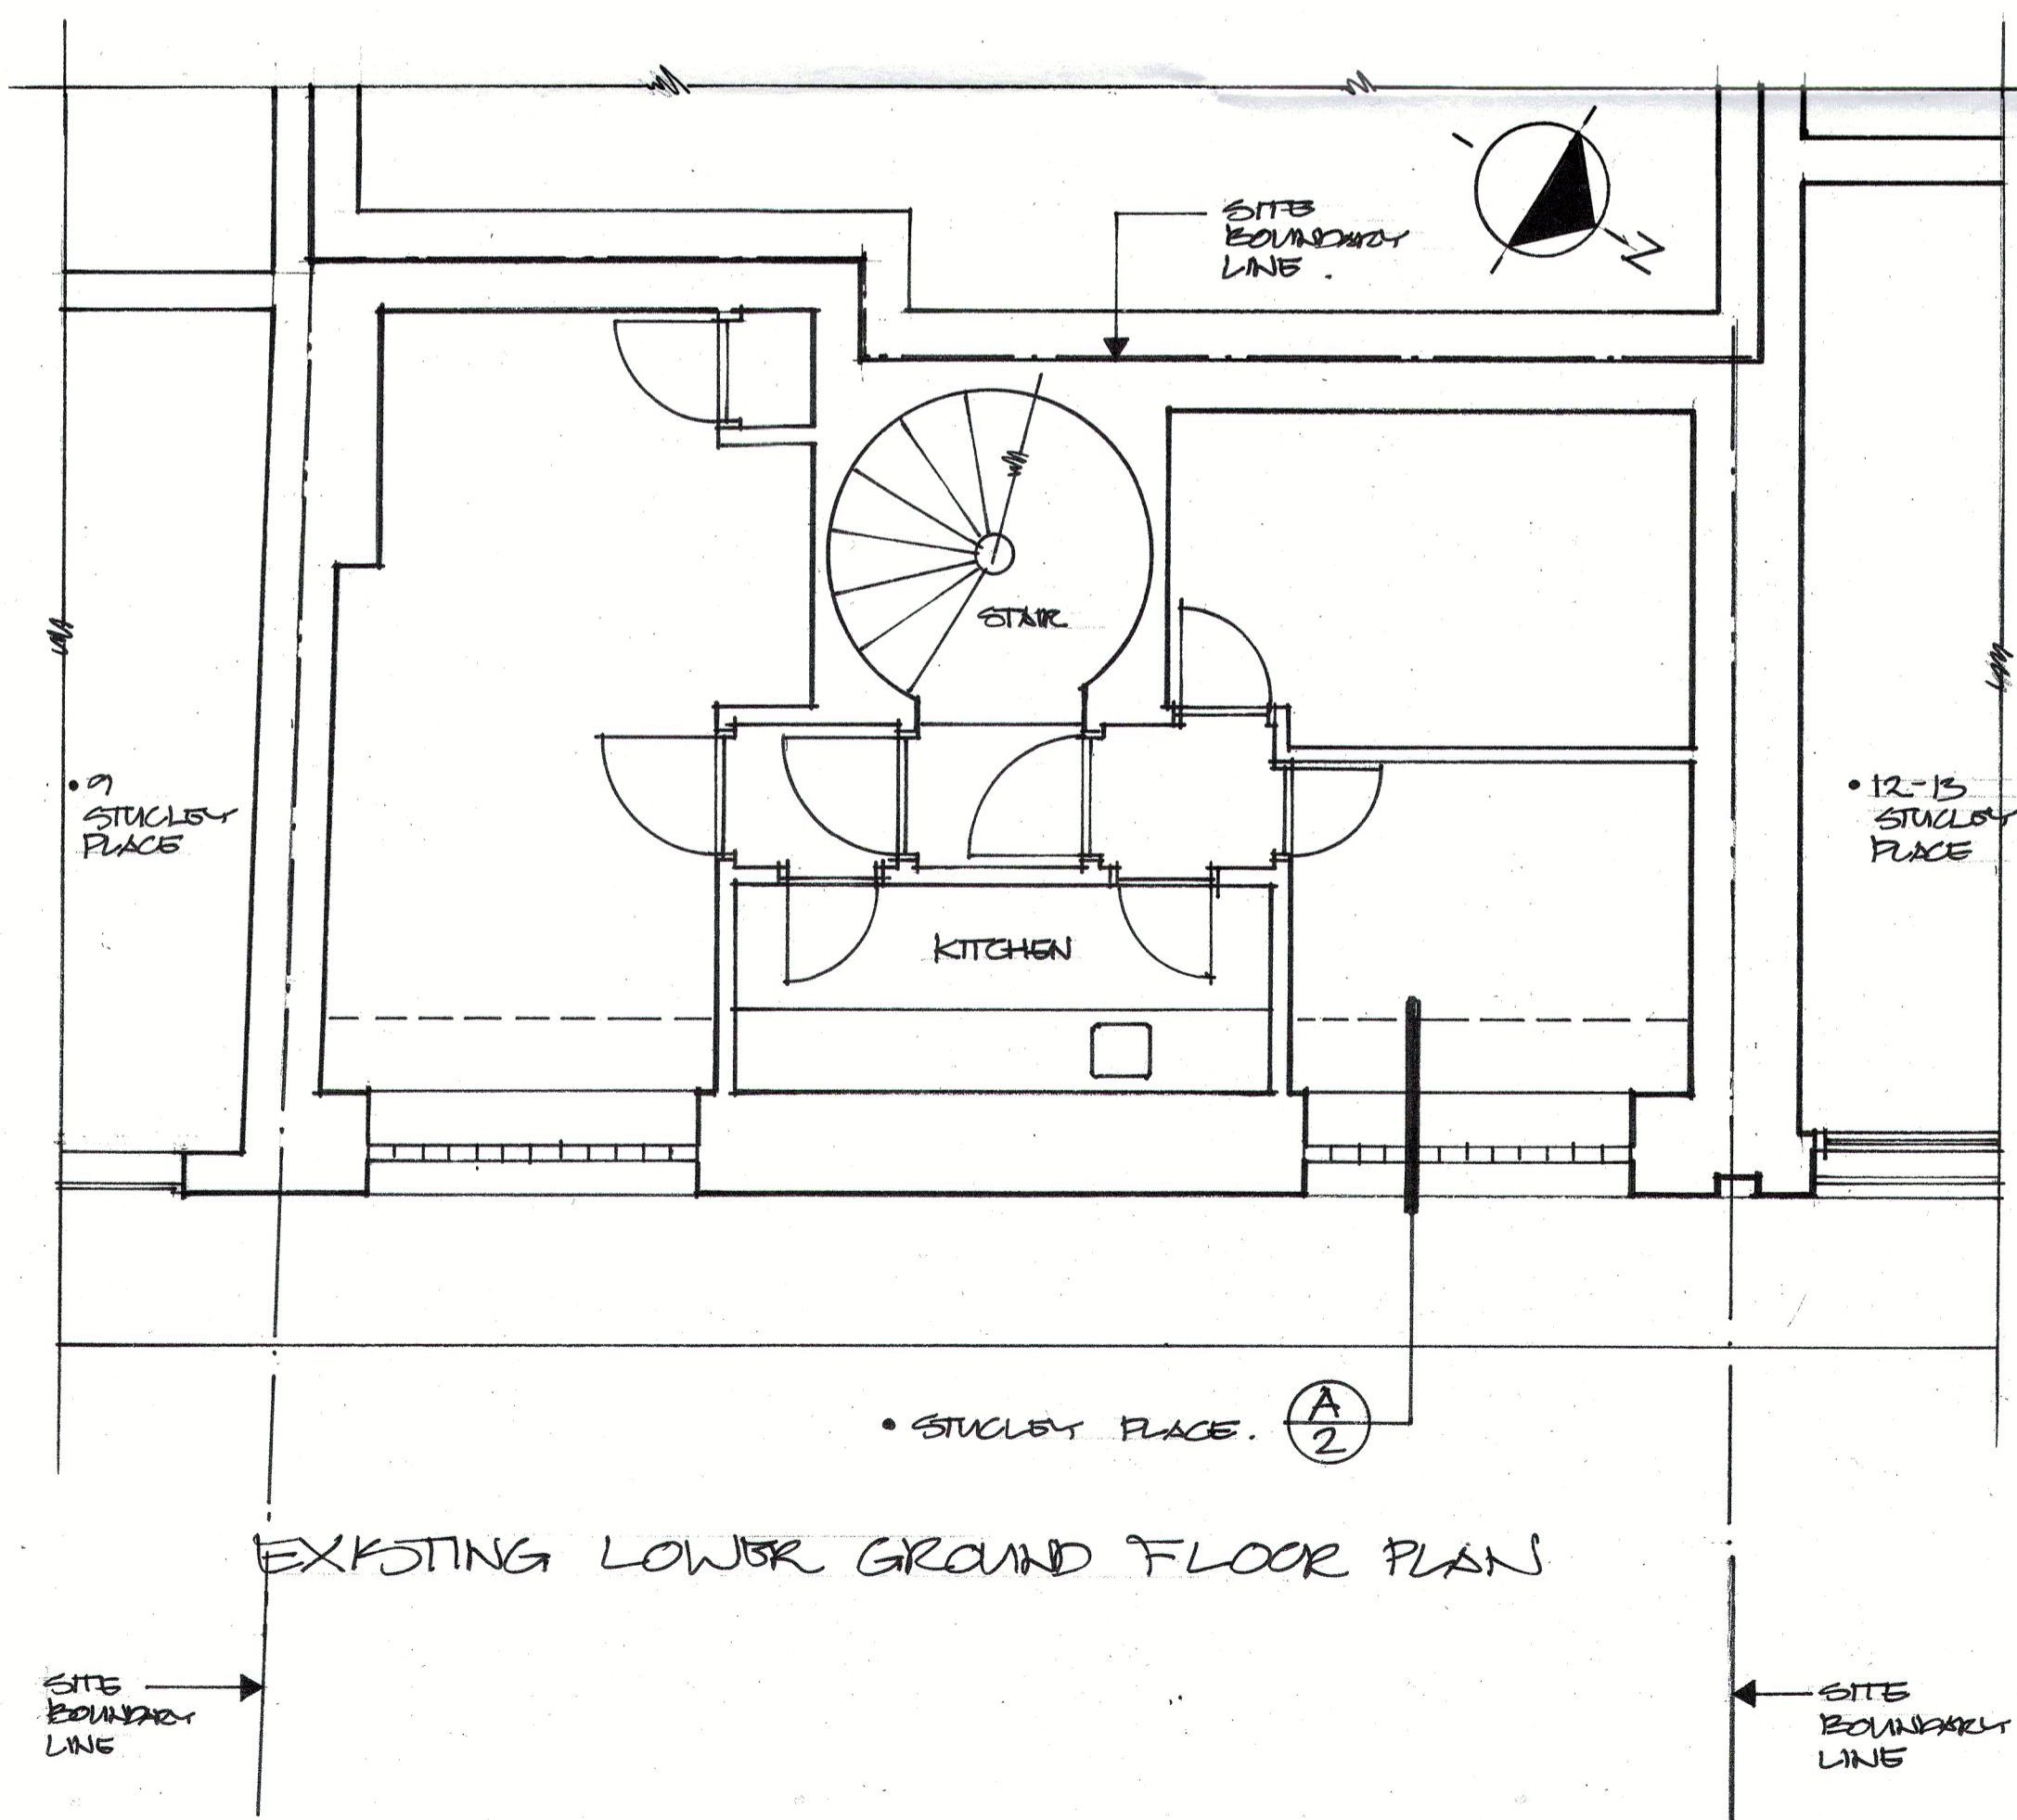 SITE
BOUNDARY
LINE .
N
STAIR
• 9
STUCLEY
PLACE
• 12-13
STUCLEY
PLACE
KITCHEN
• STUCLEY PLACE.
A
2
EXISTING LOWER GROUND FLOOR PLAN
SITE
BOUNDARY
LINE
SITE
BOUNDARY
LINE